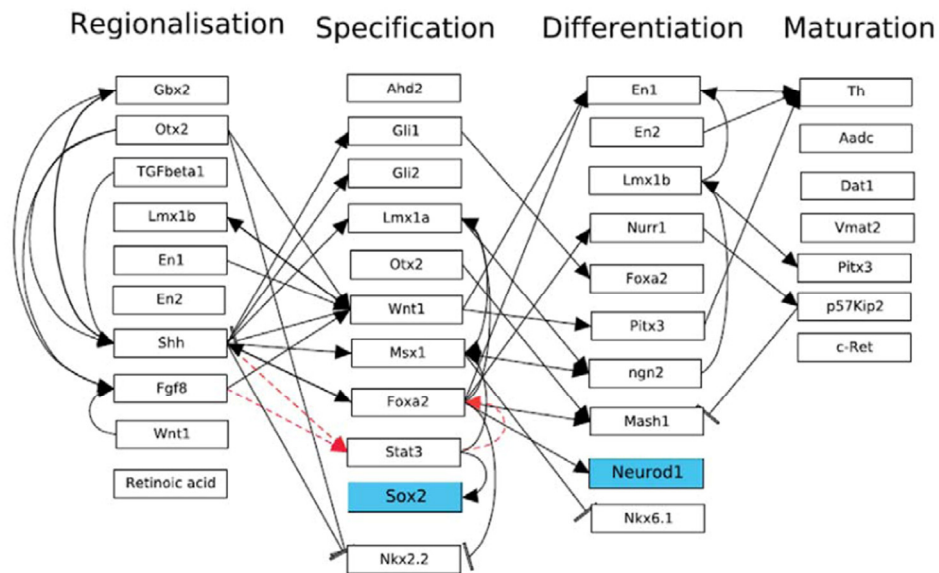 Regionalisation Specification Differentiation Maturation
Gbx2
Otx2
TGFbeta1
Lmx1b
En1
En2
Shh
Fgf8
Wnt1
Retinoic acid
Ahd2
Gli1
Gli2
Lmx1a
Otx2
Wnt1
Msx1
Foxa2
Stat3
Sox2
Nkx2.2
En1
En2
Lmx1b
Nurr1
Foxa2
Pitx3
ngn2
Mash1
Neurod1
Nkx6.1
Th
Aadc
Dat1
Vmat2
Pitx3
p57Kip2
c-Ret